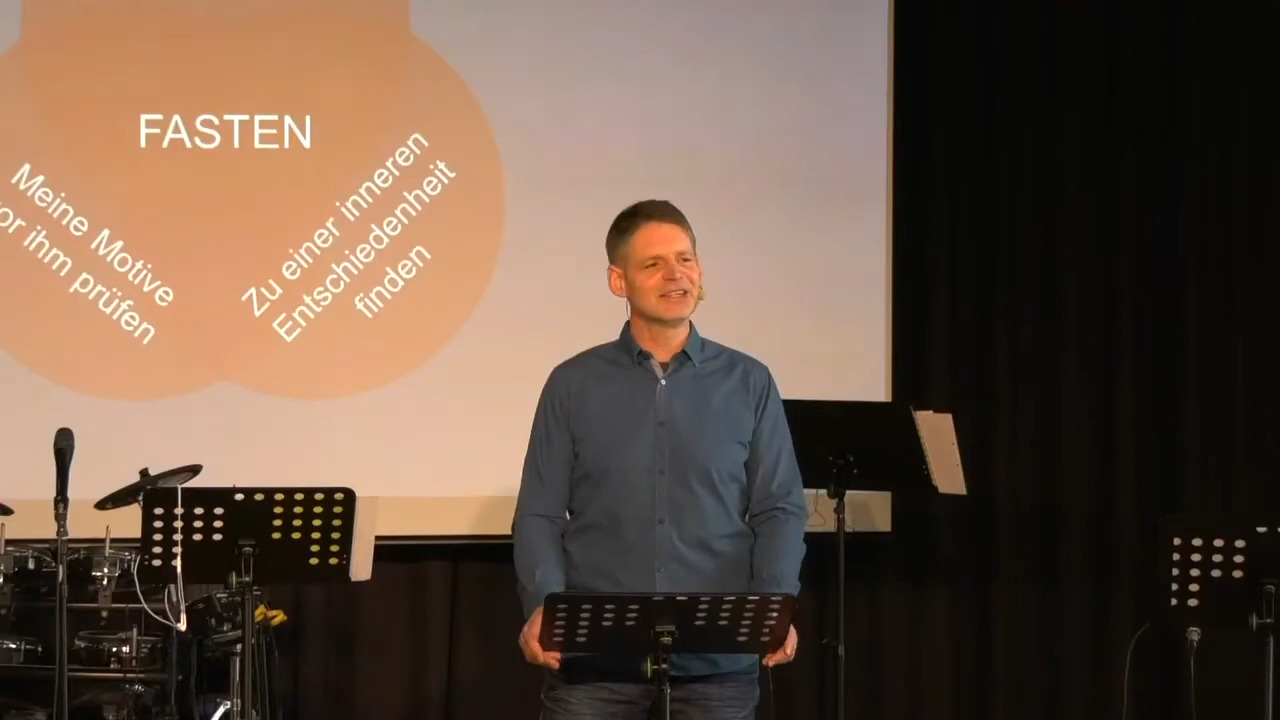 FASTEN
Meine Motive
ihm prüfen
Zu einer inneren
Entschiedenheit
finden